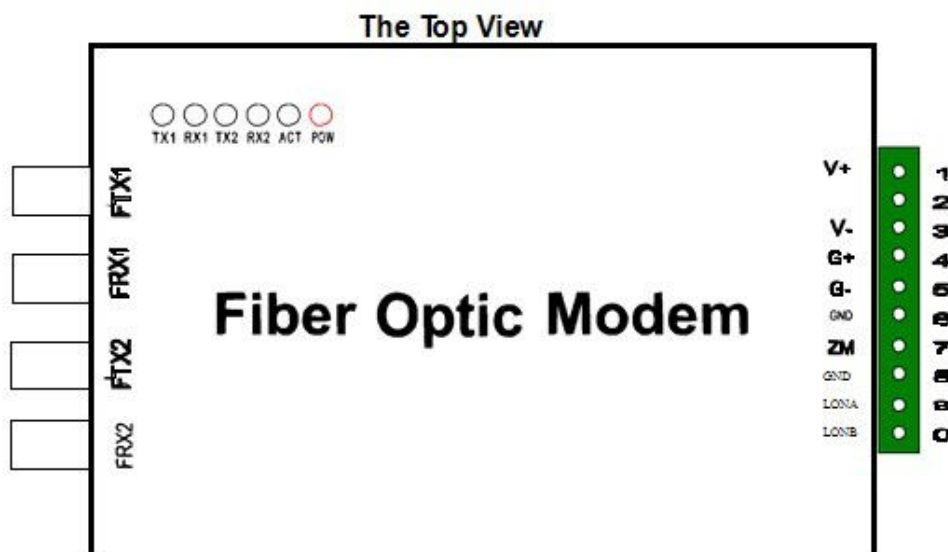 The Top View
TX1 RX1 TX2 RX2 ACT POW
FTX1
FRX1
FTX2
FRX2
Fiber Optic Modem
V+ 1
2
V- 3
G+ 4
G- 5
GND 6
ZM 7
GND 8
LONA 9
LONB 0